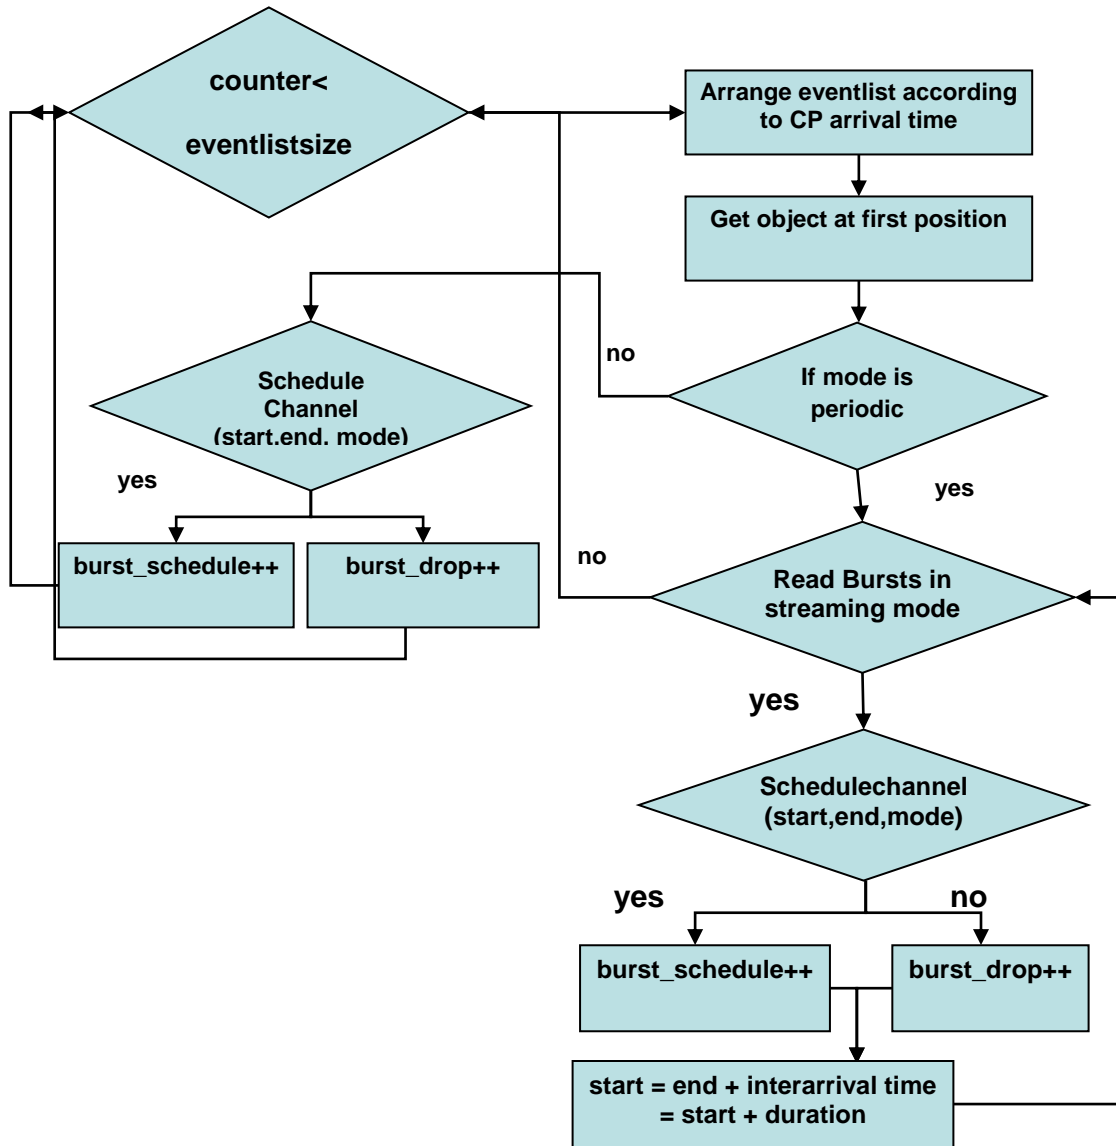 counter<
eventlistsize
Arrange eventlist according
to CP arrival time
Get object at first position
If mode is
periodic
no
Schedule
Channel
(start.end. mode)
yes
yes
burst_schedule++
burst_drop++
no
Read Bursts in
streaming mode
yes
Schedulechannel
(start,end,mode)
yes
no
burst_schedule++
burst_drop++
start = end + interarrival time
= start + duration